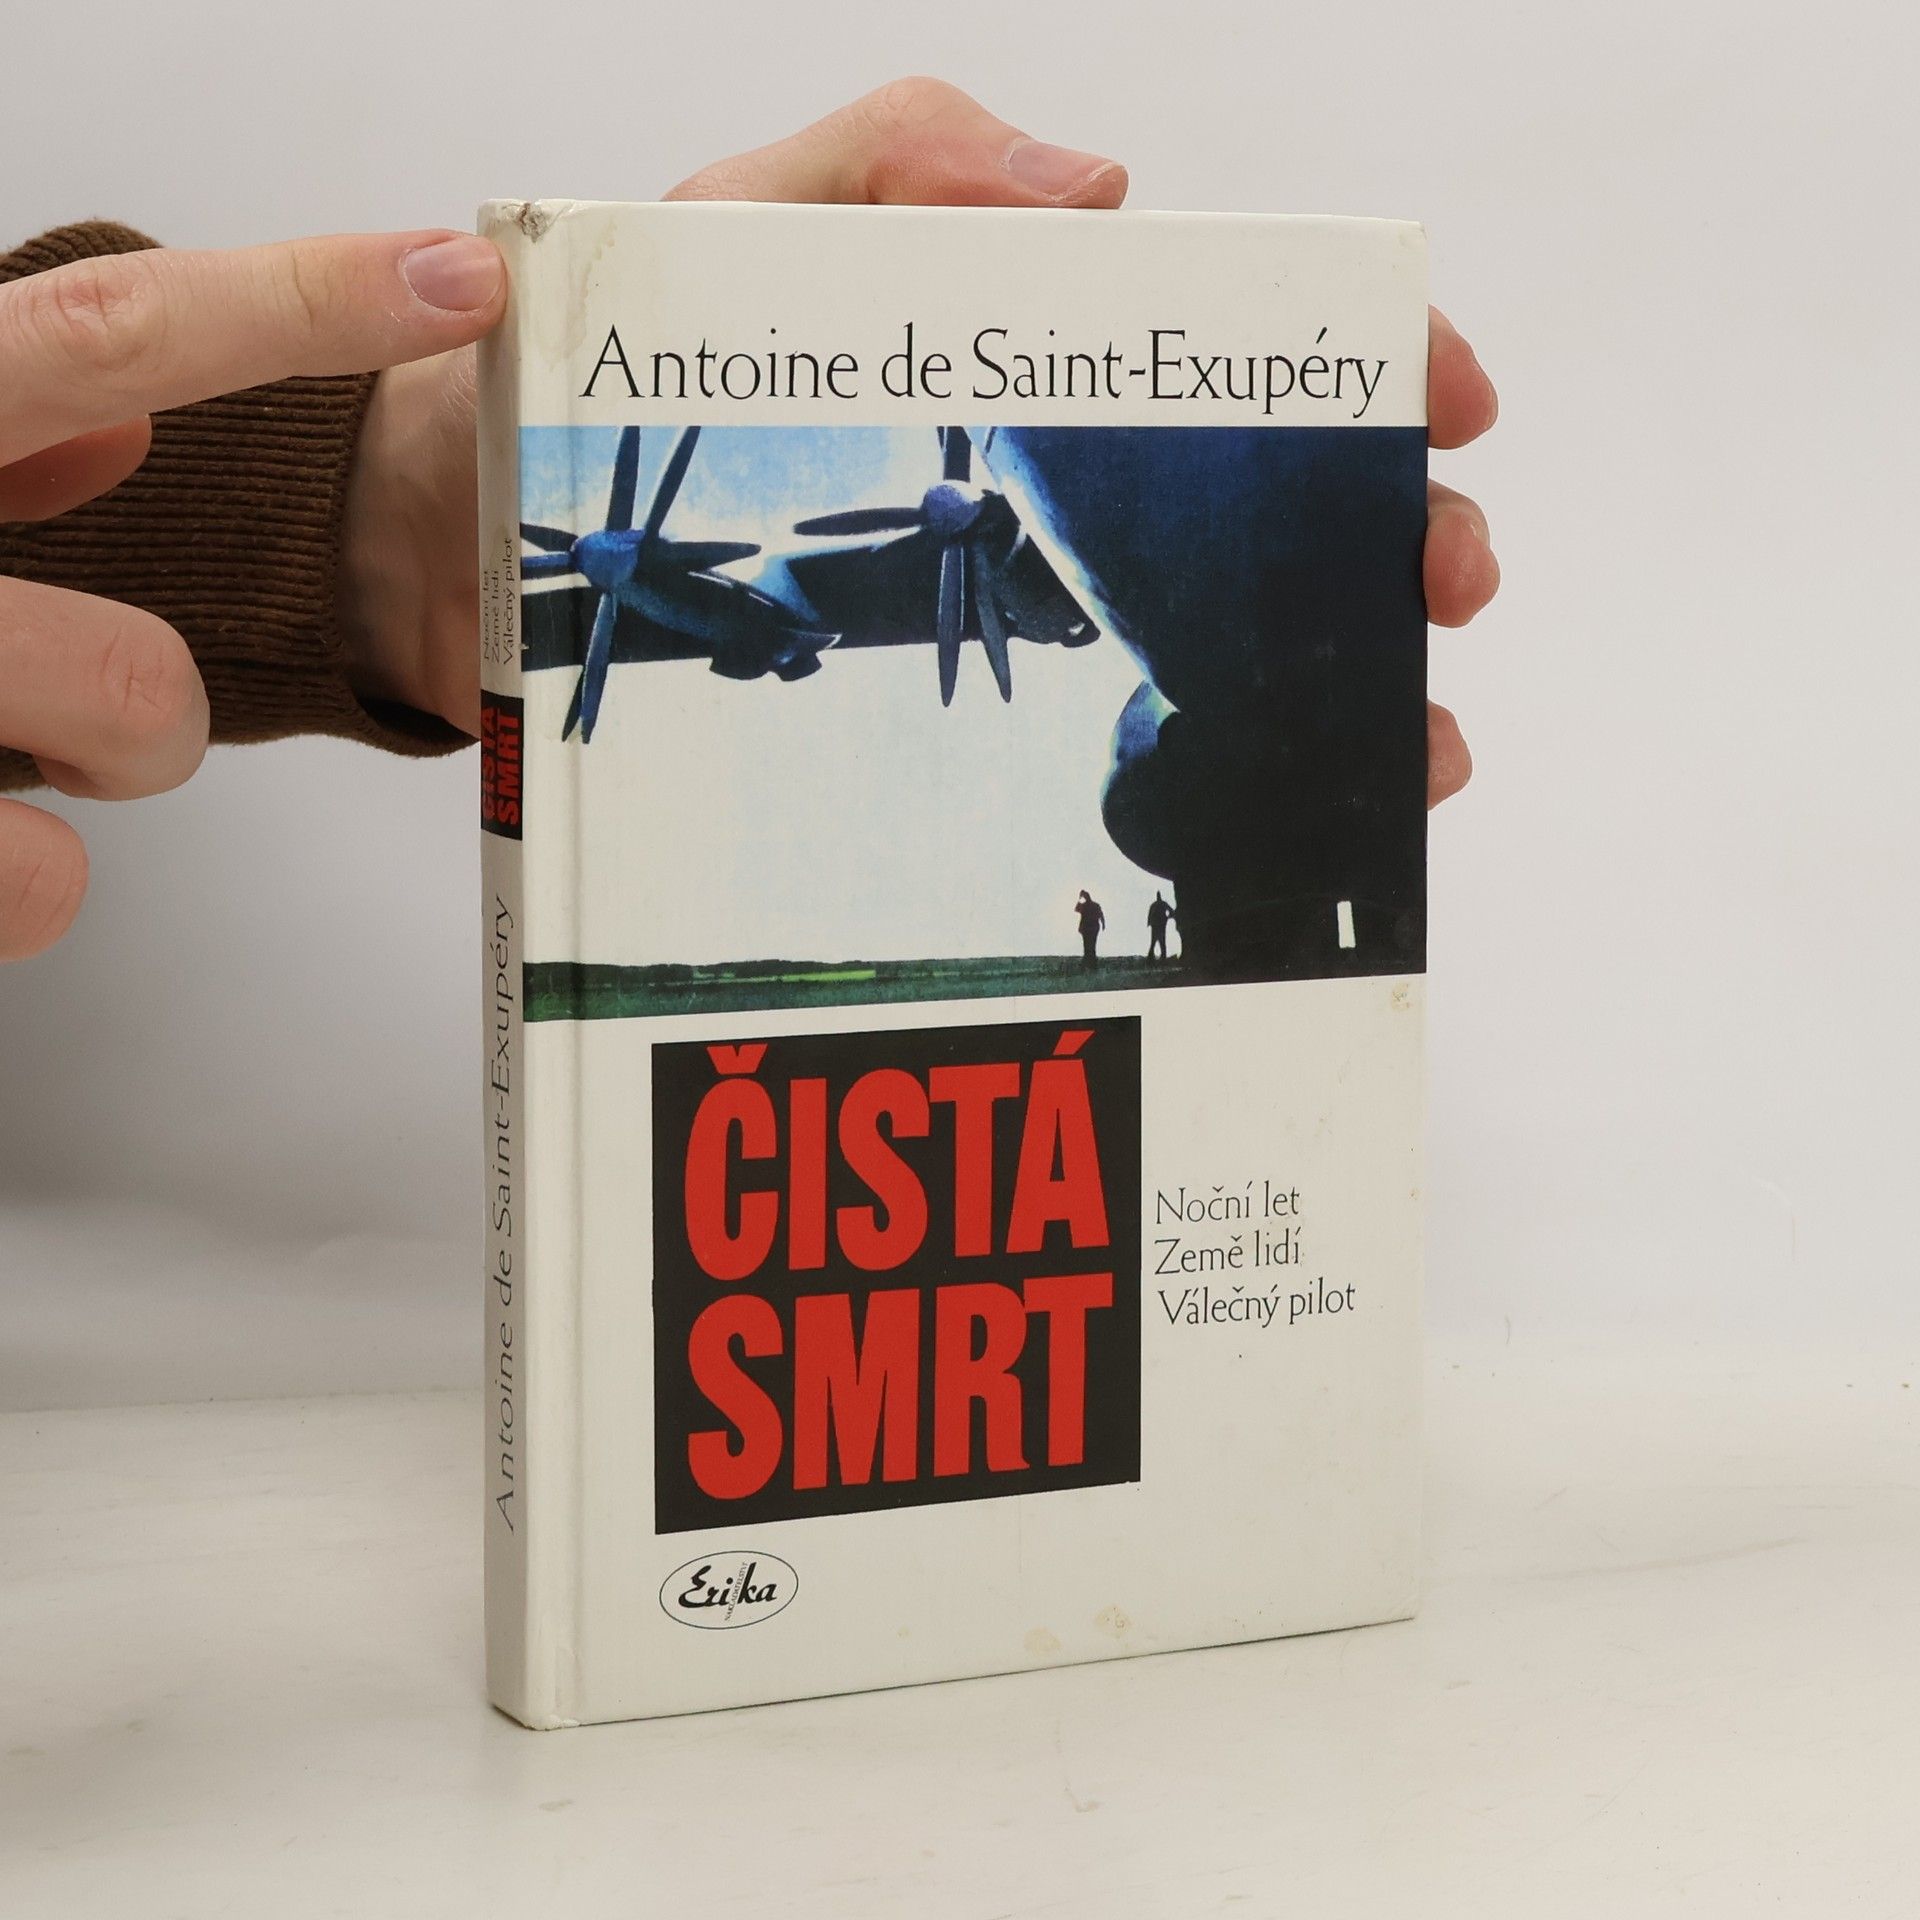 Antoine de Saint-Exupéry
ČISTÁ
SMRT
Noční let
Země lidí
Válečný pilot
Erika
NAKLADATELSTVÍ
Noční let
Země lidí
Válečný pilot
ČISTÁ
SMRT
Antoine de Saint-Exupéry